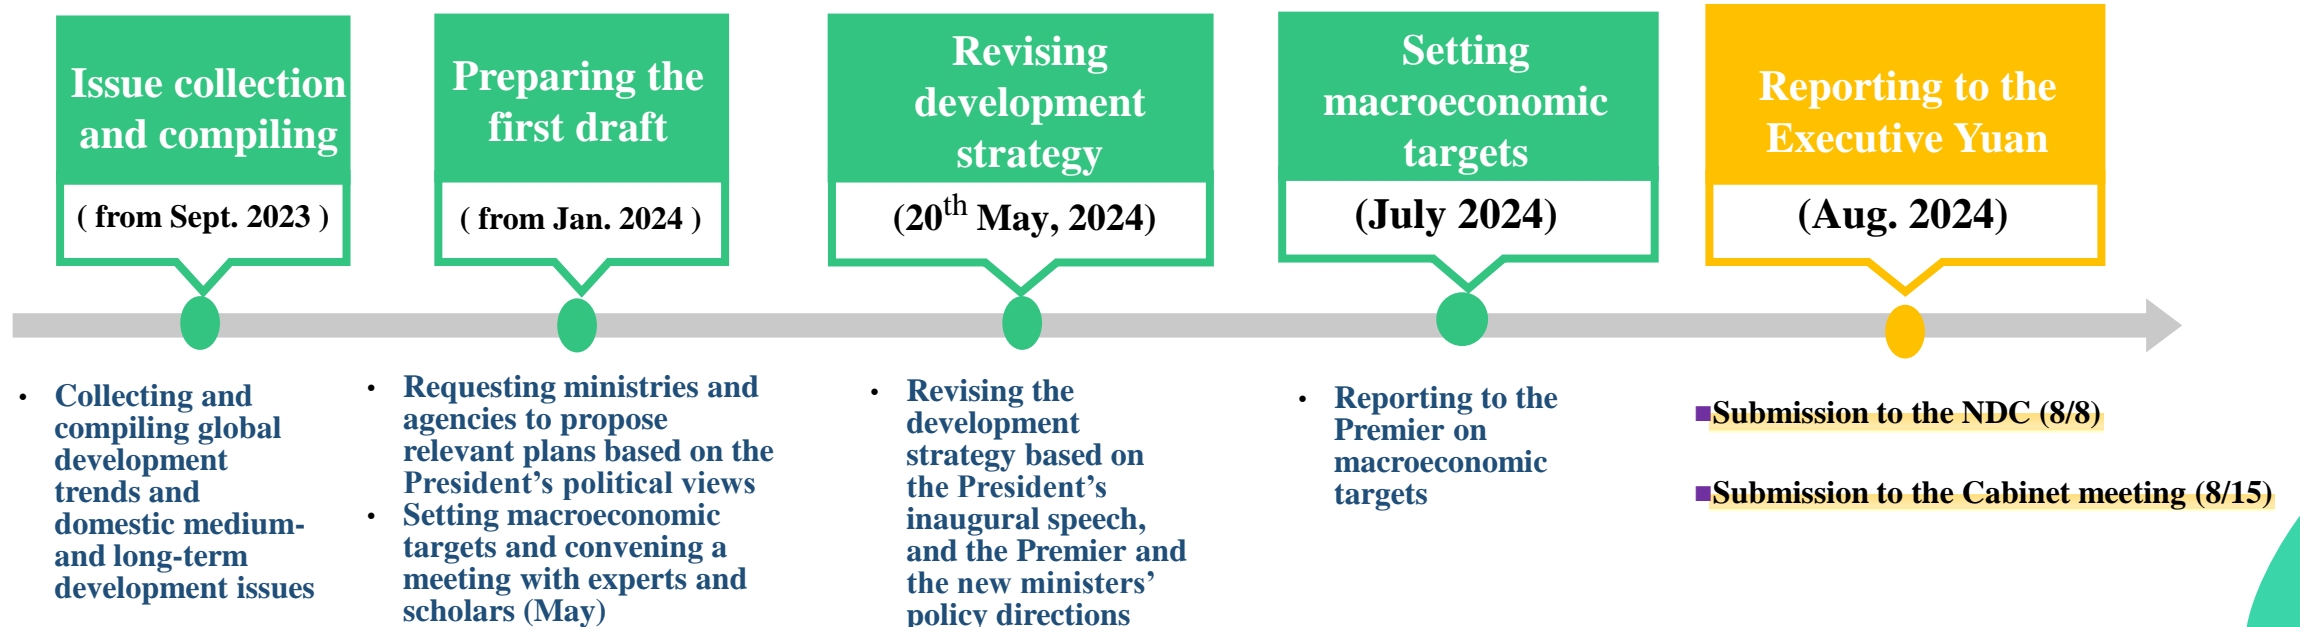 Issue collection
and compiling
( from Sept. 2023 )
• Collecting and
compiling global
development
trends and
domestic medium-
and long-term
development issues
Preparing the
first draft
( from Jan. 2024 )
• Requesting ministries and
agencies to propose
relevant plans based on the
President’s political views
• Setting macroeconomic
targets and convening a
meeting with experts and
scholars (May)
Revising
development
strategy
(20th May, 2024)
• Revising the
development
strategy based on
the President’s
inaugural speech,
and the Premier and
the new ministers’
policy directions
Setting
macroeconomic
targets
(July 2024)
• Reporting to the
Premier on
macroeconomic
targets
Reporting to the
Executive Yuan
(Aug. 2024)
■Submission to the NDC (8/8)
■Submission to the Cabinet meeting (8/15)